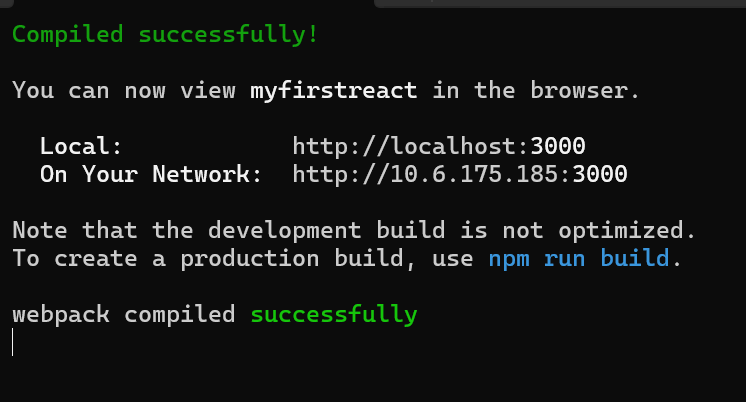 Compiled successfully!
You can now view myfirstreact in the browser.
Local: http://localhost:3000
On Your Network: http://10.6.175.185:3000
Note that the development build is not optimized.
To create a production build, use npm run build.
webpack compiled successfully